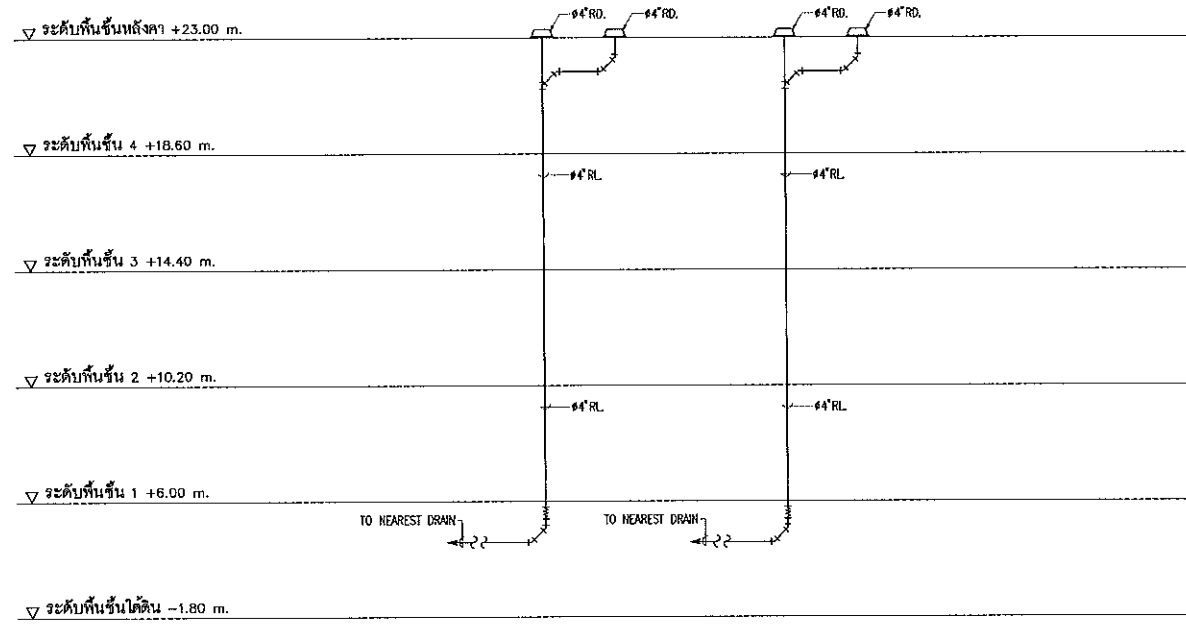 ø4"RD.
ø4"RD.
ø4"RD.
ø4"RD.
ระดับพื้นชั้นหลังคา +23.00 m.
ระดับพื้นชั้น 4 +18.60 m.
ø4"RL
ø4"RL
ระดับพื้นชั้น 3 +14.40 m.
ระดับพื้นชั้น 2 +10.20 m.
ø4"RL
ø4"RL
ระดับพื้นชั้น 1 +6.00 m.
TO NEAREST DRAIN
TO NEAREST DRAIN
ระดับพื้นชั้นใต้ดิน -1.80 m.